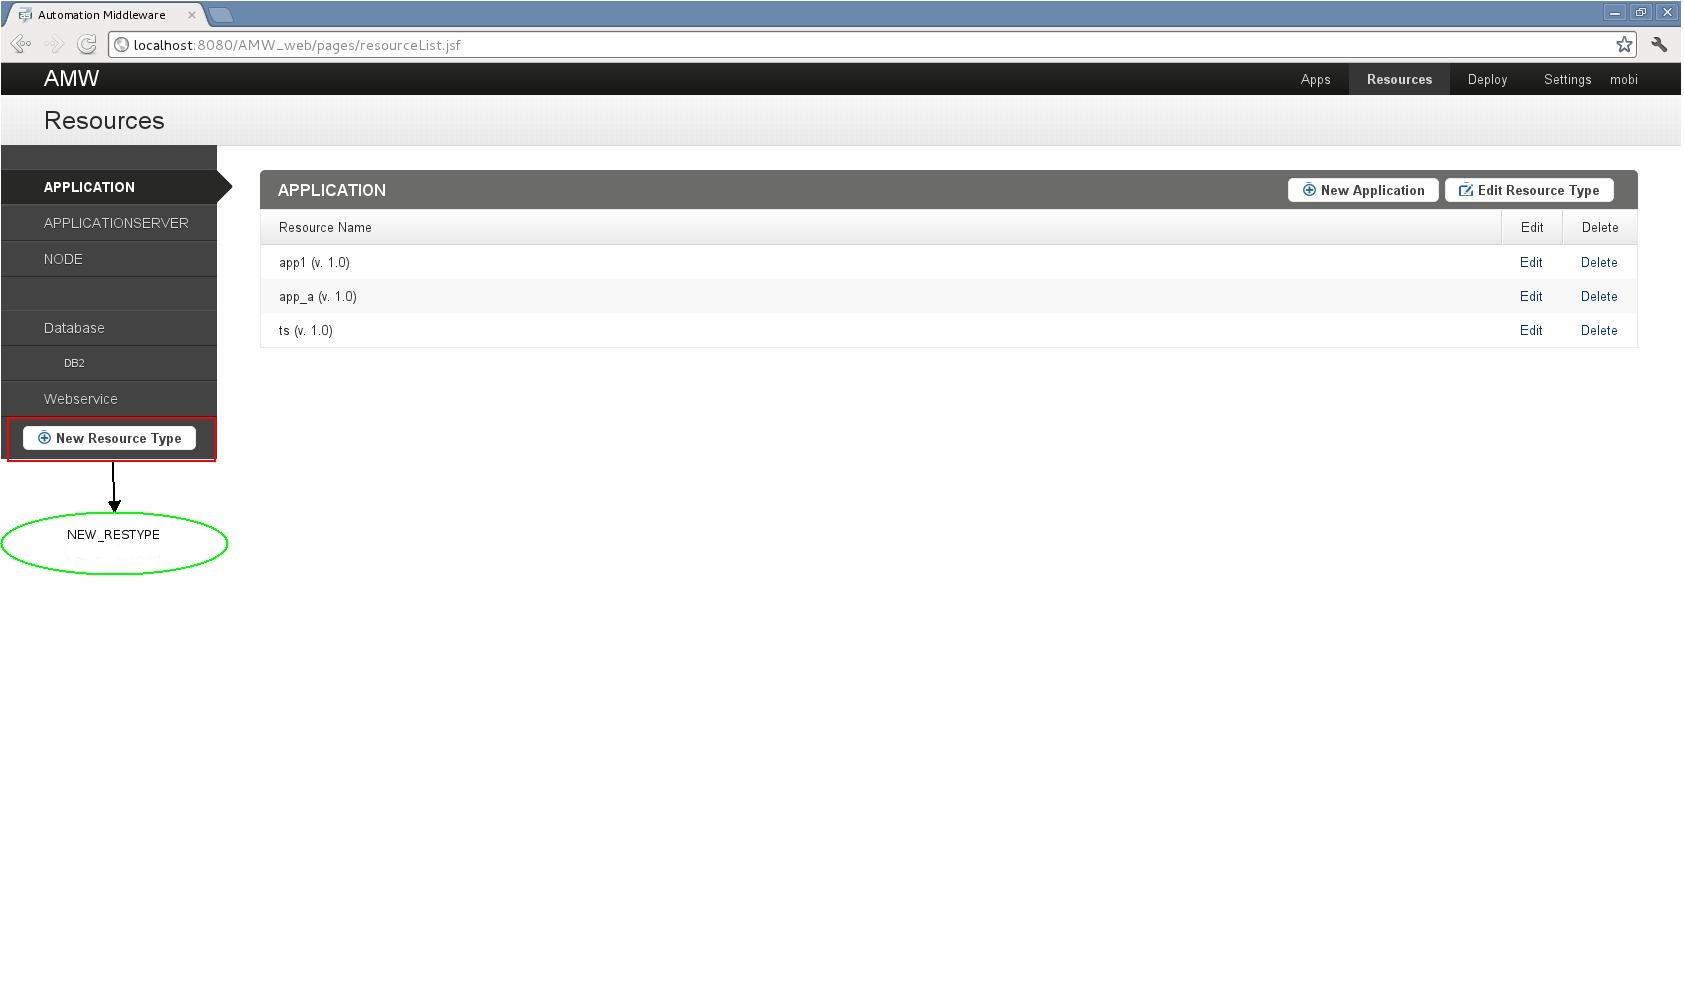 Automation Middleware
localhost:8080/AMW_web/pages/resourceList.jsf
AMW
Apps Resources Deploy Settings mobi
Resources
APPLICATION
APPLICATIONSERVER
NODE
Database
DB2
Webservice
New Resource Type
NEW_RESTYPE
APPLICATION New Application Edit Resource Type
Resource Name Edit Delete
app1 (v. 1.0) Edit Delete
app_a (v. 1.0) Edit Delete
ts (v. 1.0) Edit Delete